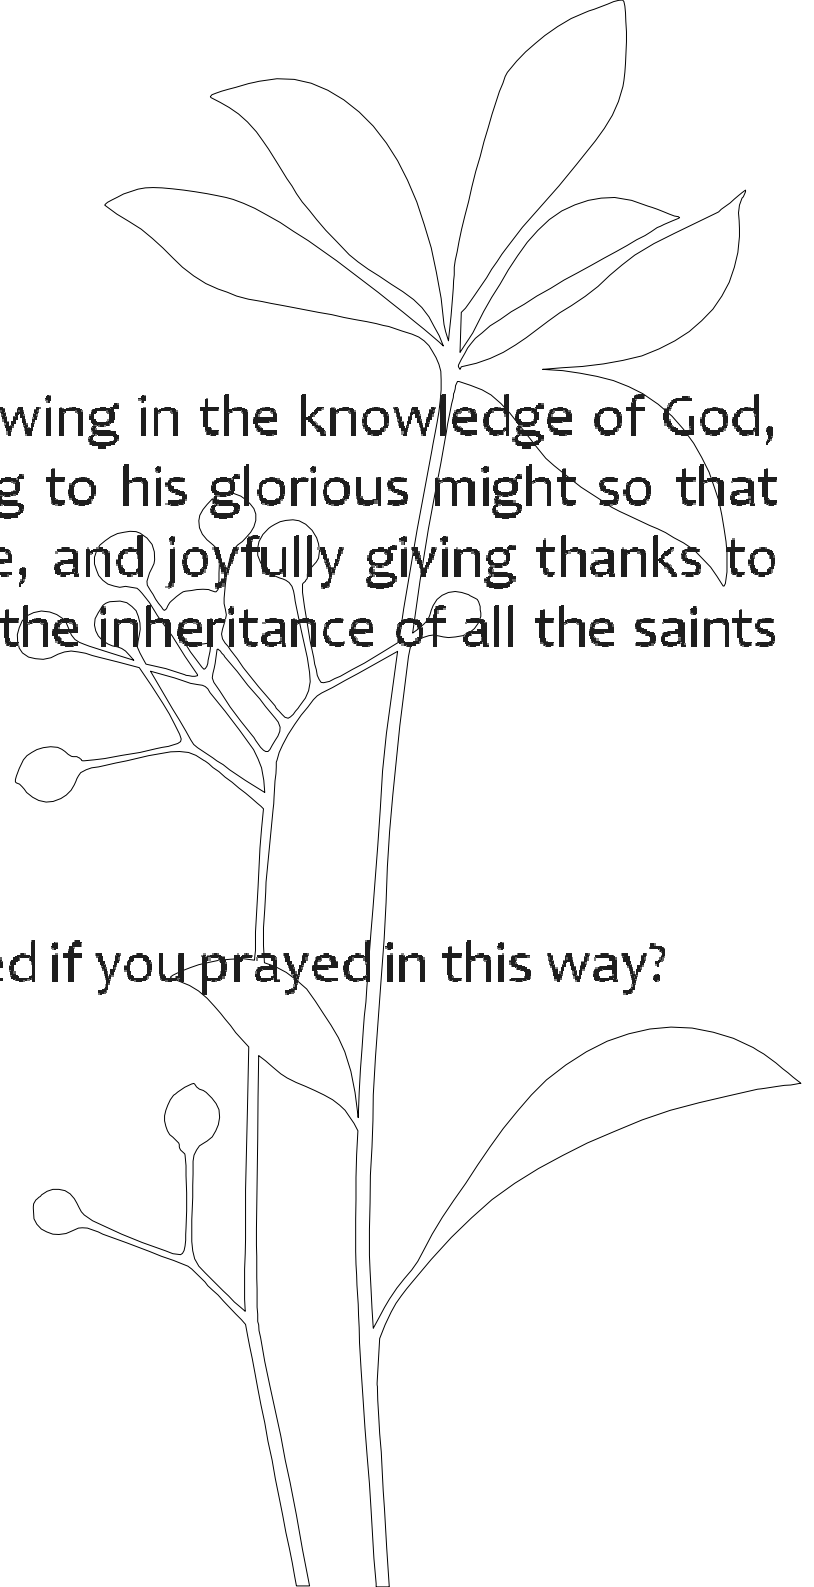 wing in the knowledge of God,
g to his glorious might so that
e, and joyfully giving thanks to
the inheritance of all the saints
ed if you prayed in this way?